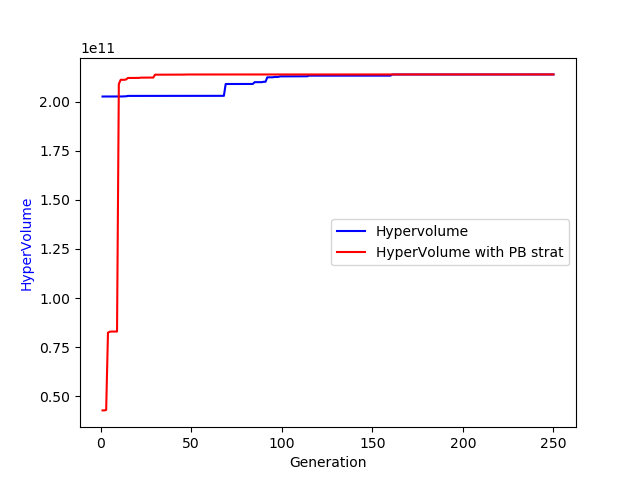 1e11
2.00
1.75
1.50
1.25
1.00
0.75
0.50
HyperVolume
Hypervolume
HyperVolume with PB strat
0 50 100 150 200 250
Generation